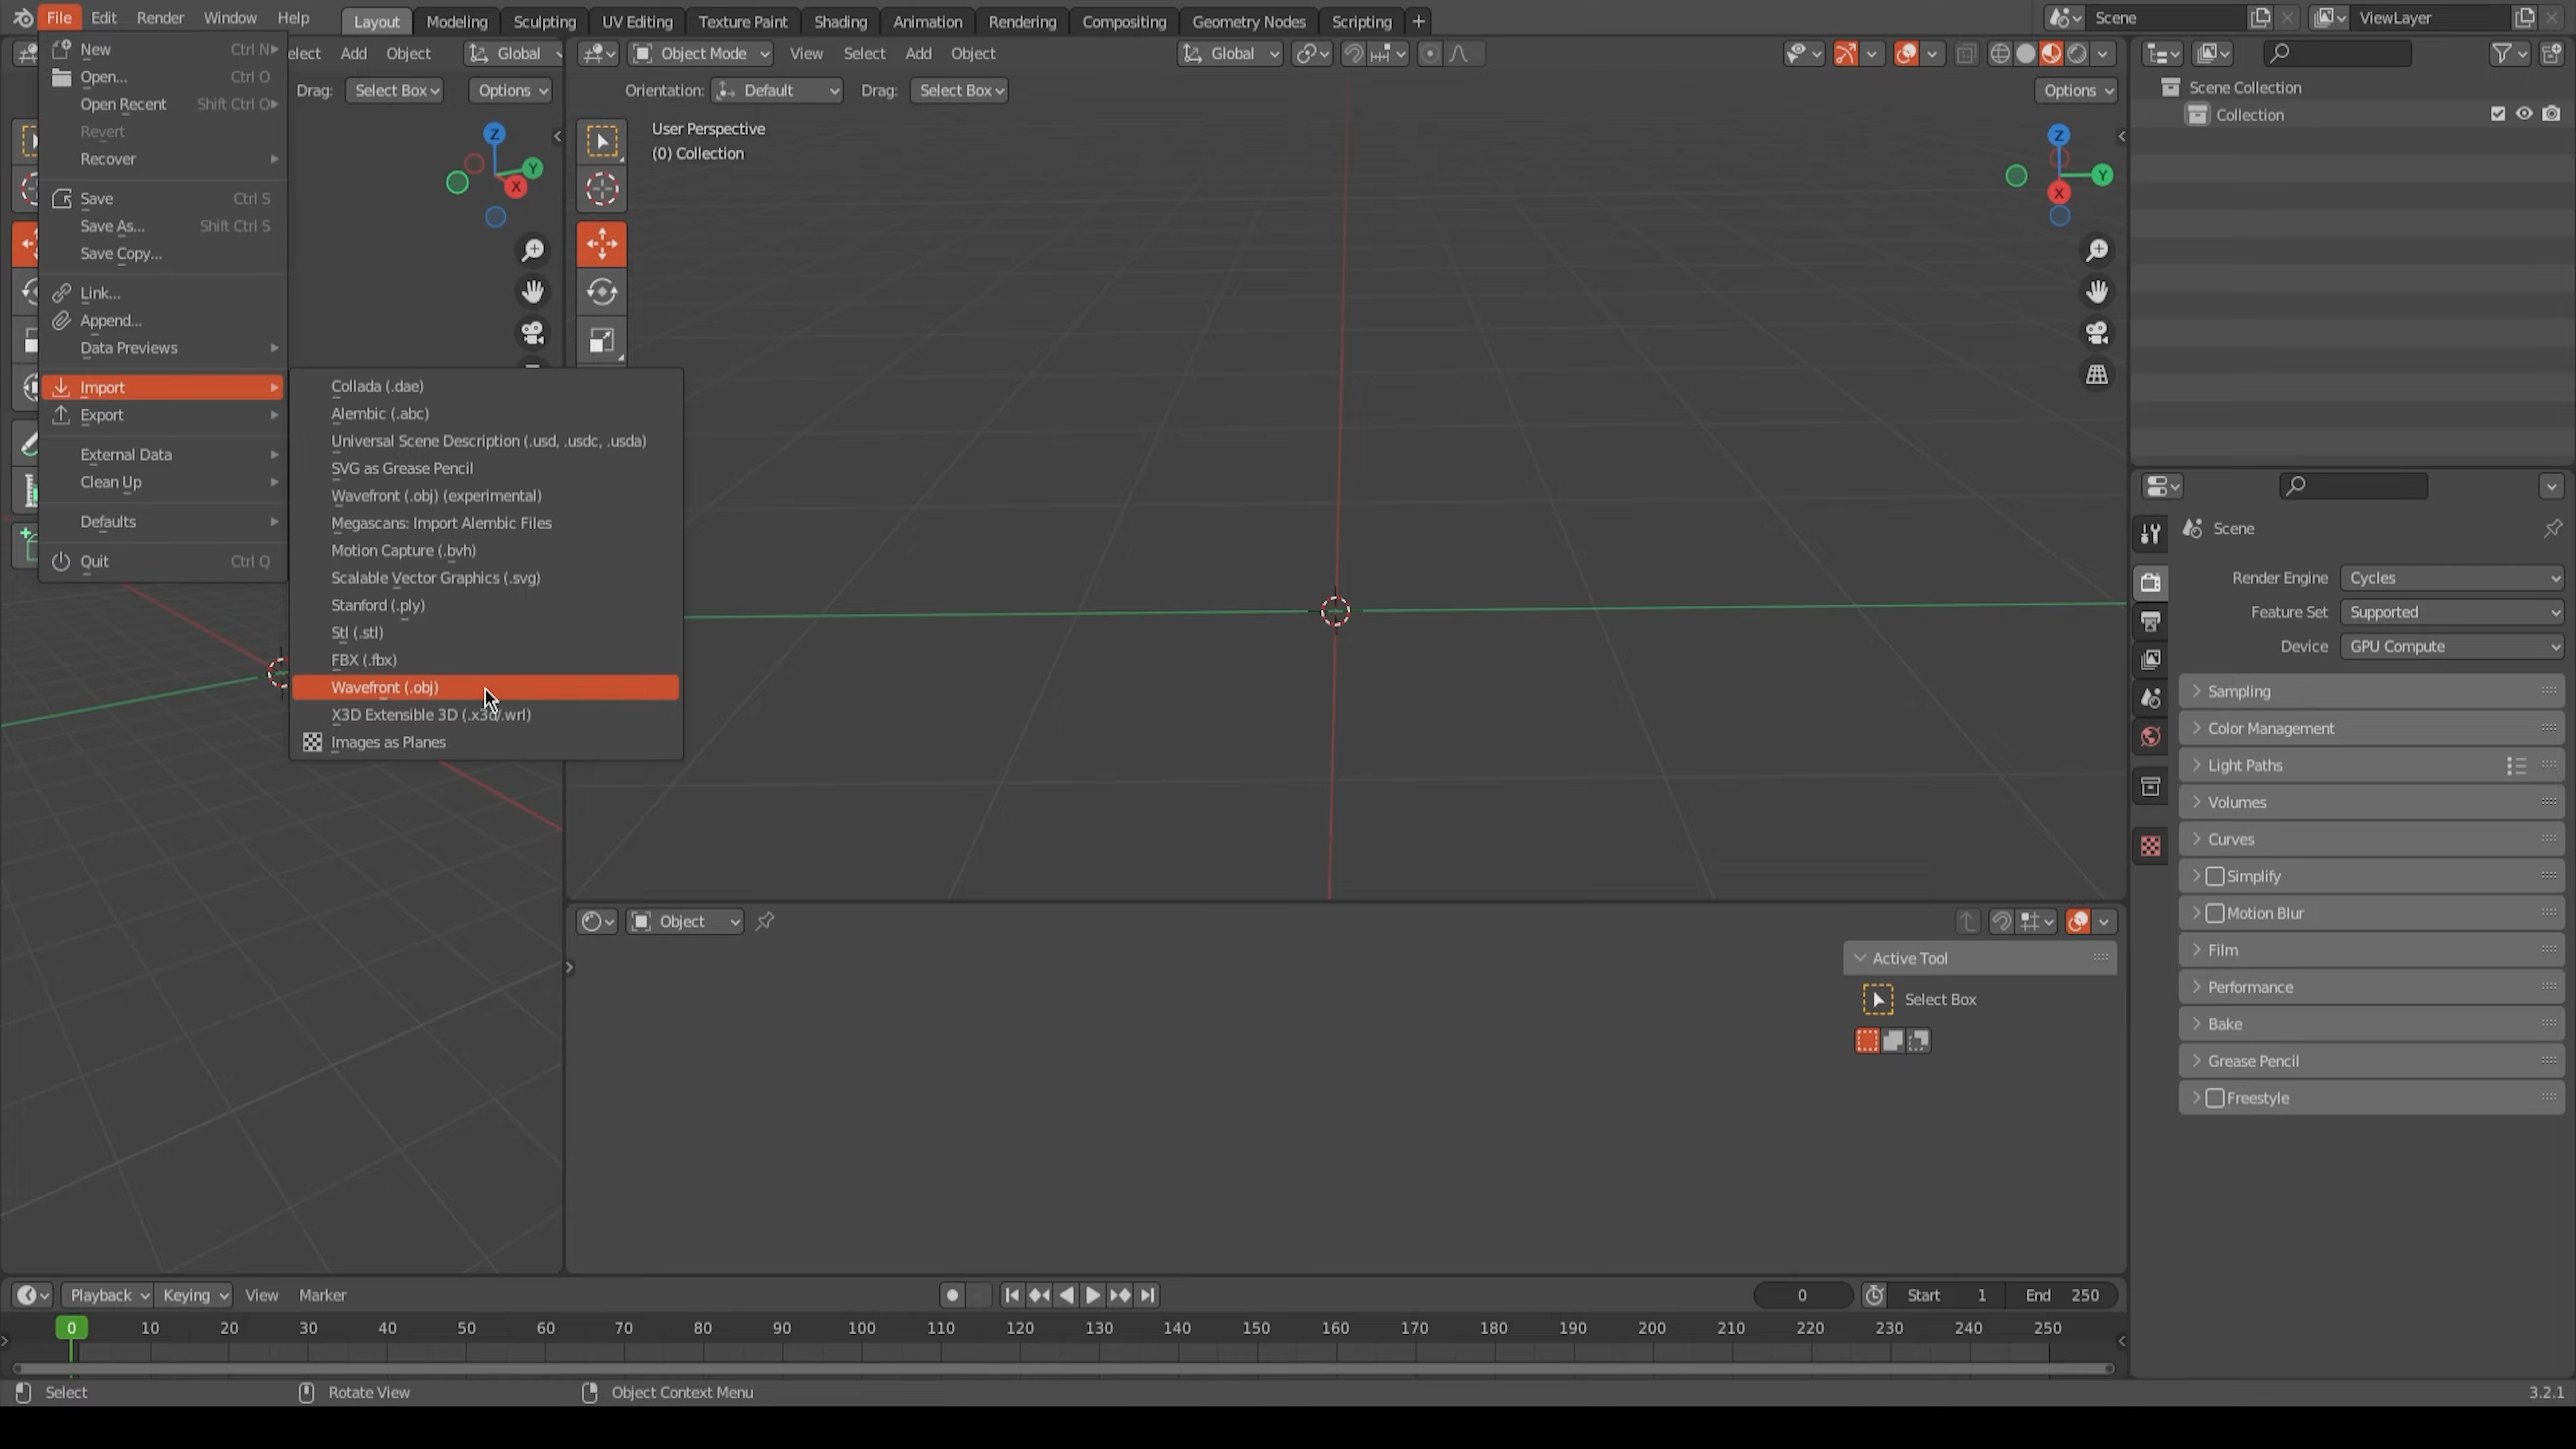 File Edit Render Window Help Layout Modeling Sculpting UV Editing Texture Paint Shading Animation Rendering Compositing Geometry Nodes Scripting + Scene ViewLayer
New Ctrl N
Open... Ctrl O
Open Recent Shift Ctrl O
Revert
Recover
Save Ctrl S
Save As... Shift Ctrl S
Save Copy...
Link...
Append...
Data Previews
Import
Export
External Data
Clean Up
Defaults
Quit Ctrl Q
Collada (.dae)
Alembic (.abc)
Universal Scene Description (.usd, .usdc, .usda)
SVG as Grease Pencil
Wavefront (.obj) (experimental)
Megascans: Import Alembic Files
Motion Capture (.bvh)
Scalable Vector Graphics (.svg)
Stanford (.ply)
Stl (.stl)
FBX (.fbx)
Wavefront (.obj)
X3D Extensible 3D (.x3d/.wrl)
Images as Planes
Add Object Global
Drag: Select Box Options
Z
Y
X
Object Mode View Select Add Object Global
Orientation: Default Drag: Select Box Options
User Perspective
(0) Collection
Z
Y
X
Scene Collection
Collection
Scene
Render Engine Cycles
Feature Set Supported
Device GPU Compute
Sampling
Color Management
Light Paths
Volumes
Curves
Simplify
Motion Blur
Film
Performance
Bake
Grease Pencil
Freestyle
Object
Active Tool
Select Box
Playback Keying View Marker 0 Start 1 End 250
0 10 20 30 40 50 60 70 80 90 100 110 120 130 140 150 160 170 180 190 200 210 220 230 240 250
Select Rotate View Object Context Menu 3.2.1